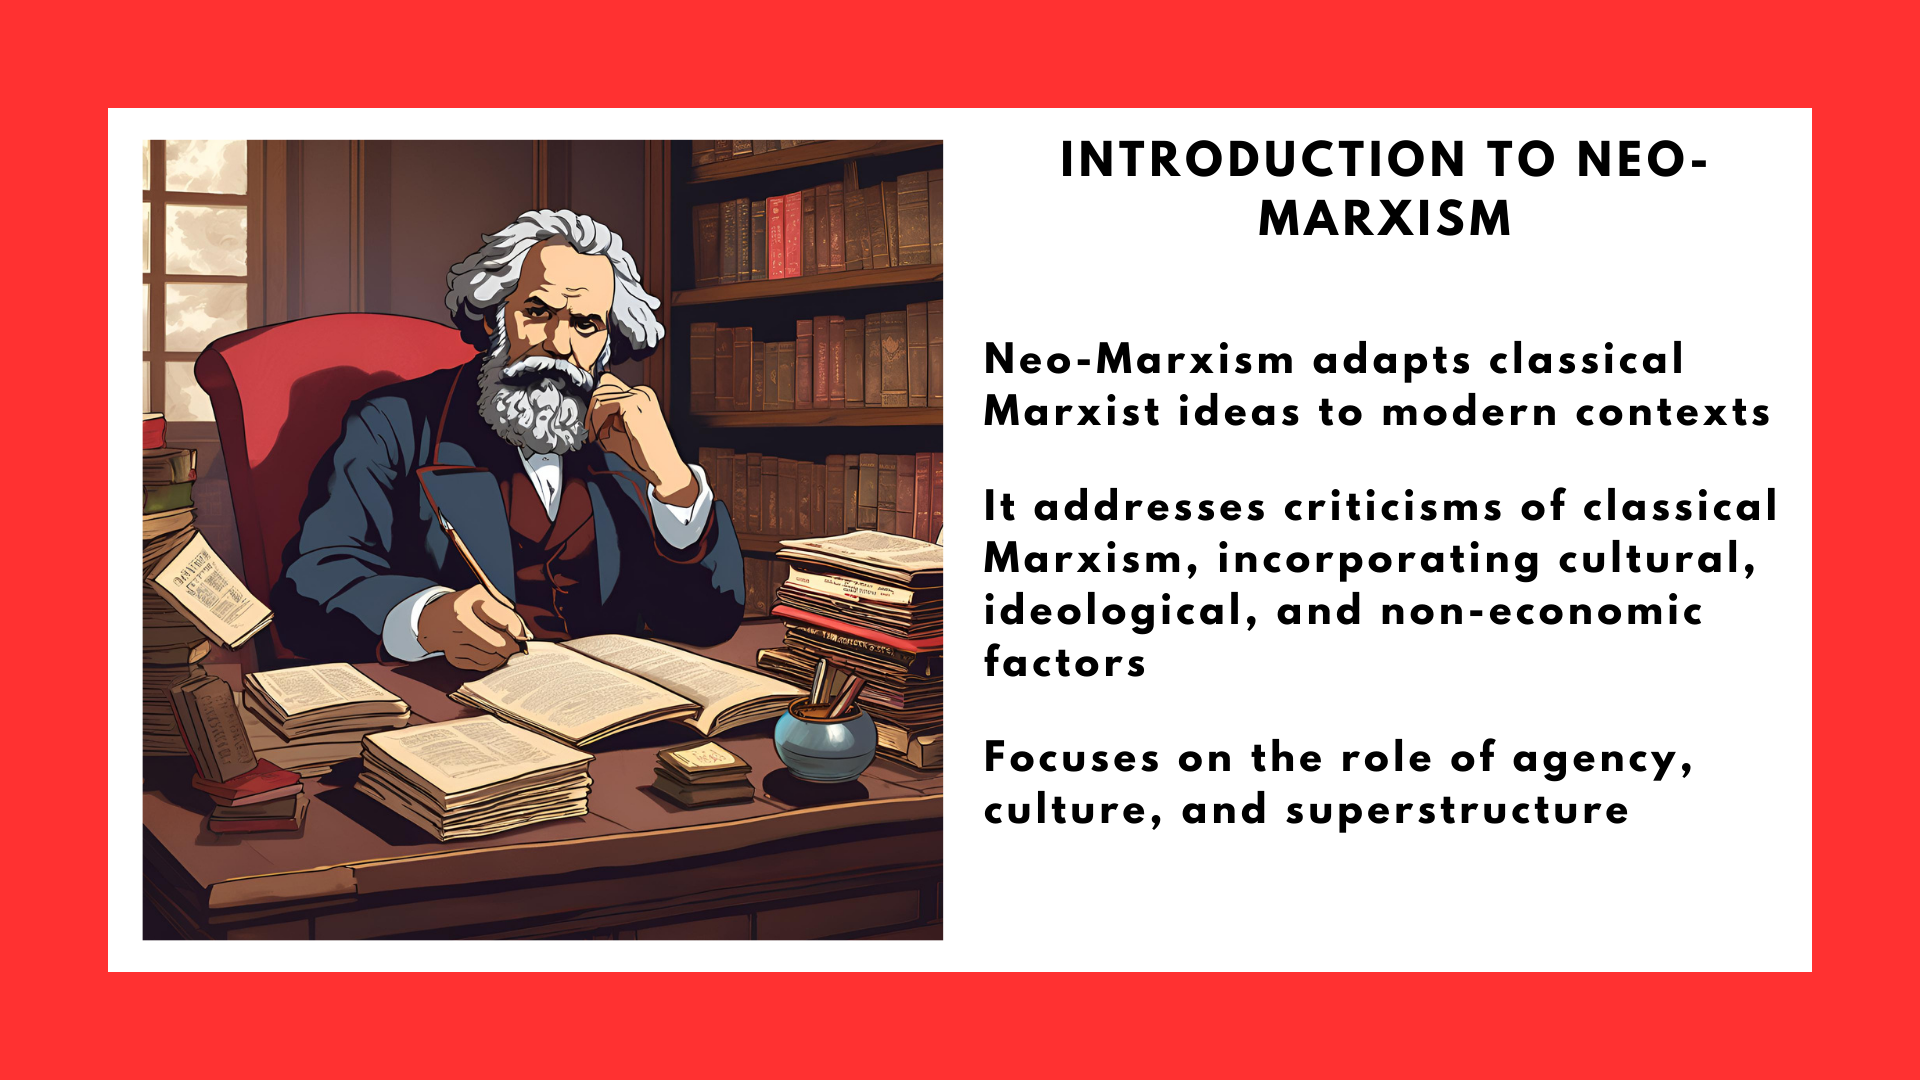 INTRODUCTION TO NEO-
MARXISM
Neo-Marxism adapts classical
Marxist ideas to modern contexts
It addresses criticisms of classical
Marxism, incorporating cultural,
ideological, and non-economic
factors
Focuses on the role of agency,
culture, and superstructure